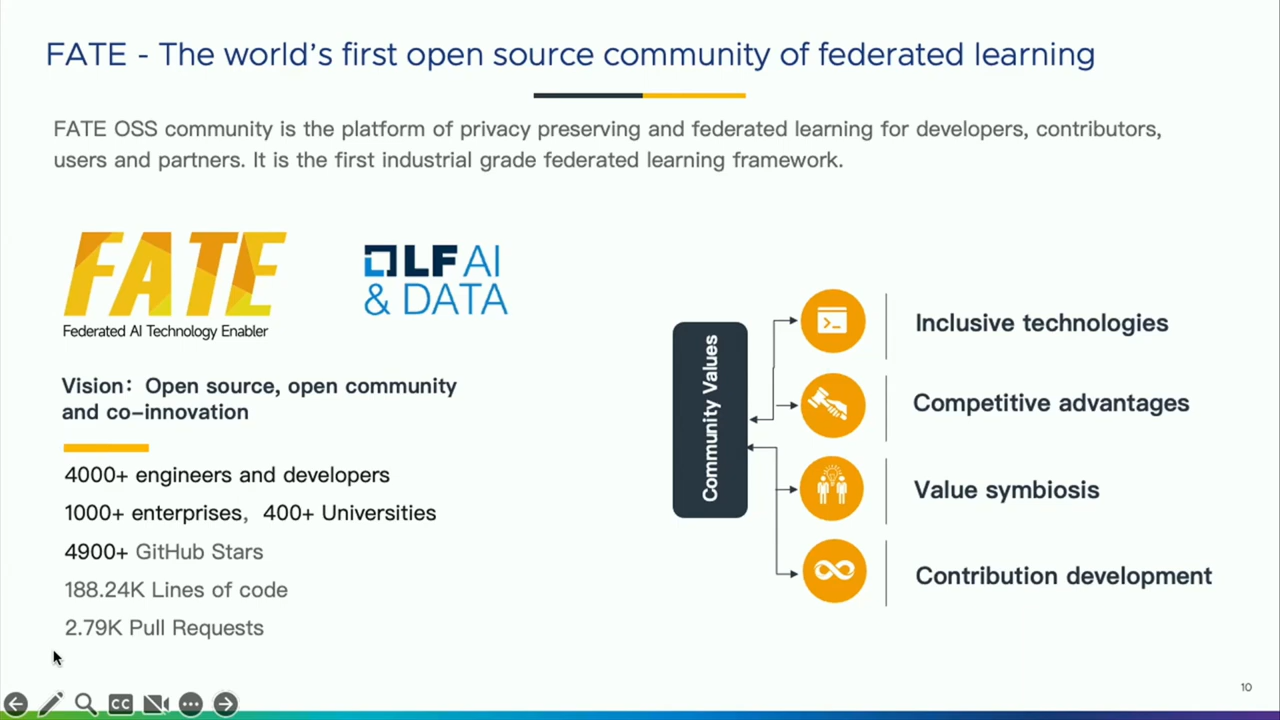 FATE - The world's first open source community of federated learning
FATE OSS community is the platform of privacy preserving and federated learning for developers, contributors,
users and partners. It is the first industrial grade federated learning framework.
FATE
Federated AI Technology Enabler
LF AI
& DATA
Vision：Open source, open community
and co-innovation
4000+ engineers and developers
1000+ enterprises，400+ Universities
4900+ GitHub Stars
188.24K Lines of code
2.79K Pull Requests
Community Values
Inclusive technologies
Competitive advantages
Value symbiosis
Contribution development
10
CC